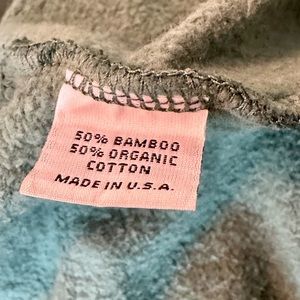 50% BAMBOO
50% ORGANIC
COTTON
MADE IN U.S.A.